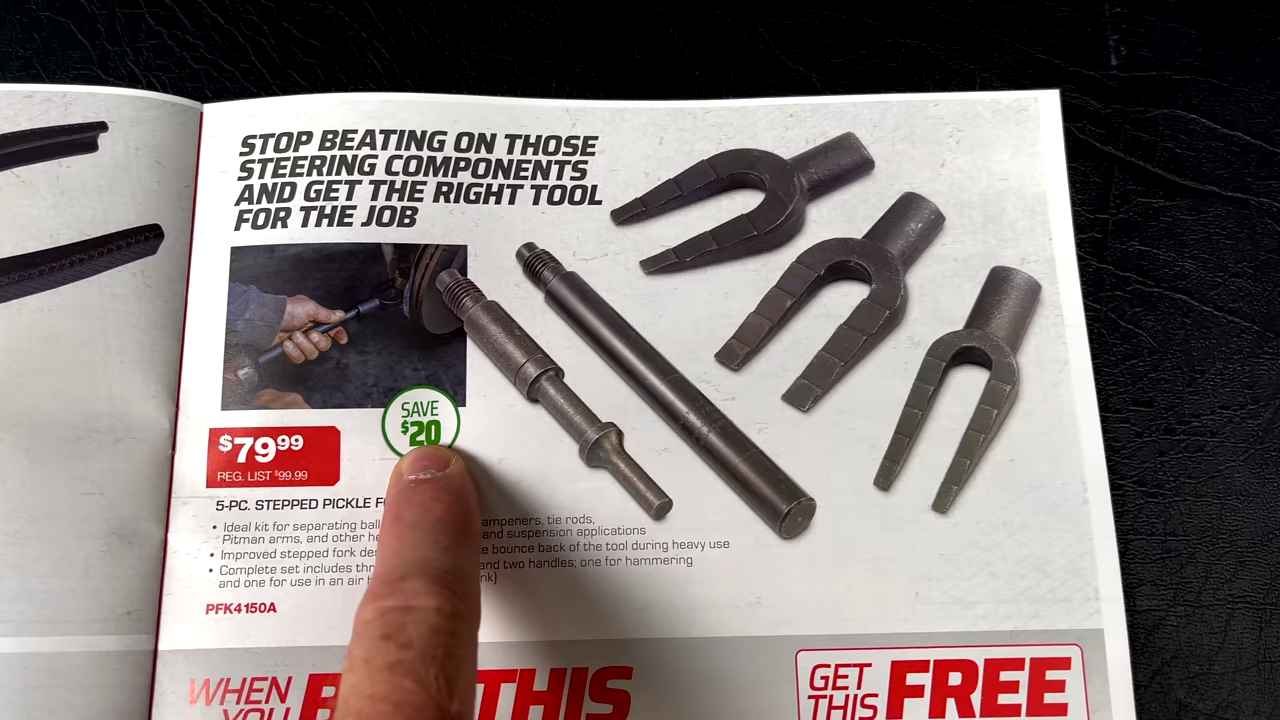 STOP BEATING ON THOSE
STEERING COMPONENTS
AND GET THE RIGHT TOOL
FOR THE JOB
SAVE
$20
$79.99
REG. LIST $99.99
5-PC. STEPPED PICKLE
• Ideal kit for separating ball ampeners, tie rods,
Pitman arms, and other and suspension applications
• Improved stepped fork bounce back of the tool during heavy use
• Complete set includes and two handles; one for hammering
and one for use in an air
PFK4150A
WHEN
YOU THIS
GET
THIS FREE